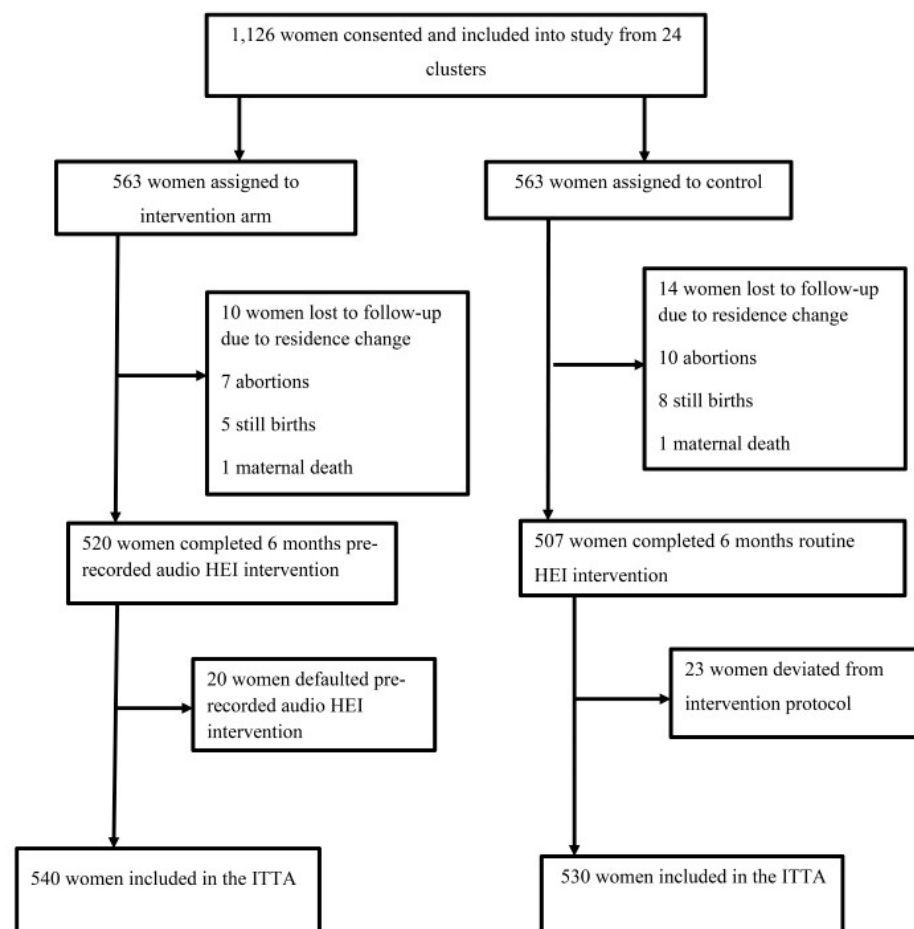 1,126 women consented and included into study from 24
clusters
563 women assigned to
intervention arm
563 women assigned to control
10 women lost to follow-up
due to residence change
7 abortions
5 still births
1 maternal death
14 women lost to follow-up
due to residence change
10 abortions
8 still births
1 maternal death
520 women completed 6 months pre-
recorded audio HEI intervention
507 women completed 6 months routine
HEI intervention
20 women defaulted pre-
recorded audio HEI
intervention
23 women deviated from
intervention protocol
540 women included in the ITTA
530 women included in the ITTA